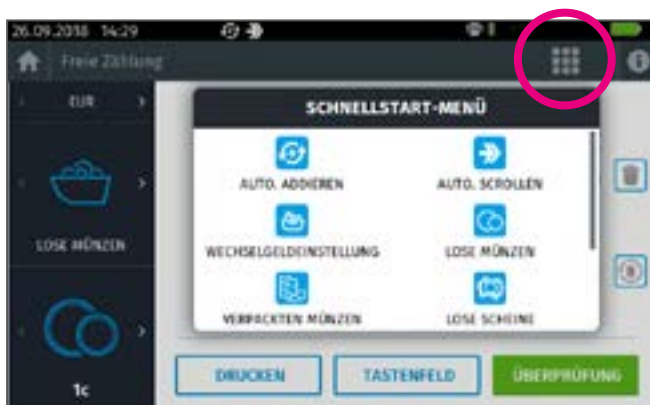 26.09.2018 14:29
1
Freie Zählung
EUR
SCHNELLSTART-MENÜ
AUTO. ADDIEREN
AUTO. SCROLLEN
LOSE MÜNZEN
WECHSELGELDEINSTELLUNG
LOSE MÜNZEN
VERPACKTEN MÜNZEN
LOSE SCHEINE
1c
DRUCKEN
TASTENFELD
ÜBERPRÜFUNG